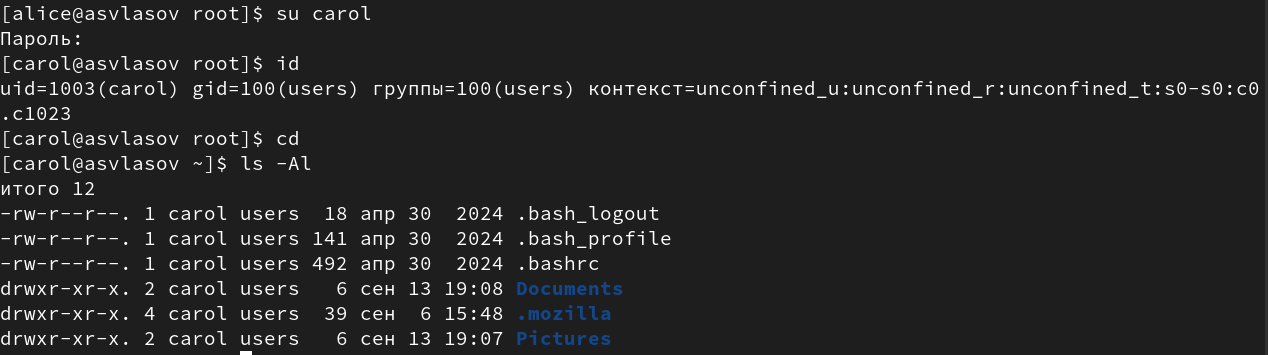 [alice@asvlasov root]$ su carol
Пароль:
[carol@asvlasov root]$ id
uid=1003(carol) gid=100(users) группы=100(users) контекст=unconfined_u:unconfined_r:unconfined_t:s0-s0:c0
.c1023
[carol@asvlasov root]$ cd
[carol@asvlasov ~]$ ls -Al
итого 12
-rw-r--r--. 1 carol users  18 апр 30  2024 .bash_logout
-rw-r--r--. 1 carol users 141 апр 30  2024 .bash_profile
-rw-r--r--. 1 carol users 492 апр 30  2024 .bashrc
drwxr-xr-x. 2 carol users   6 сен 13 19:08 Documents
drwxr-xr-x. 4 carol users  39 сен  6 15:48 .mozilla
drwxr-xr-x. 2 carol users   6 сен 13 19:07 Pictures